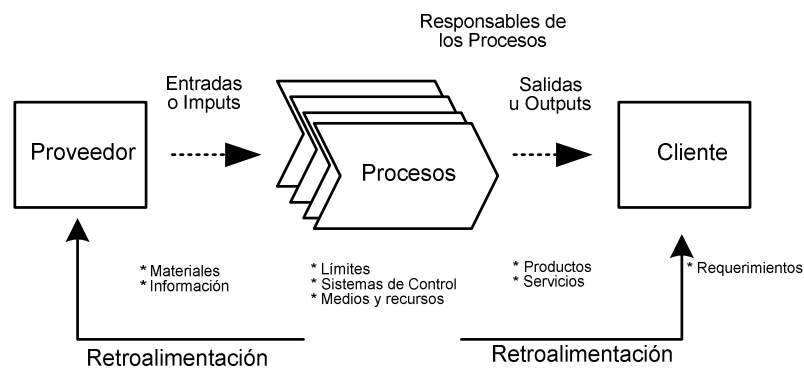 Responsables de
los Procesos
Entradas
o Imputs
Salidas
u Outputs
Proveedor
Procesos
Cliente
* Materiales
* Información
* Límites
* Sistemas de Control
* Medios y recursos
* Productos
* Servicios
* Requerimientos
Retroalimentación
Retroalimentación